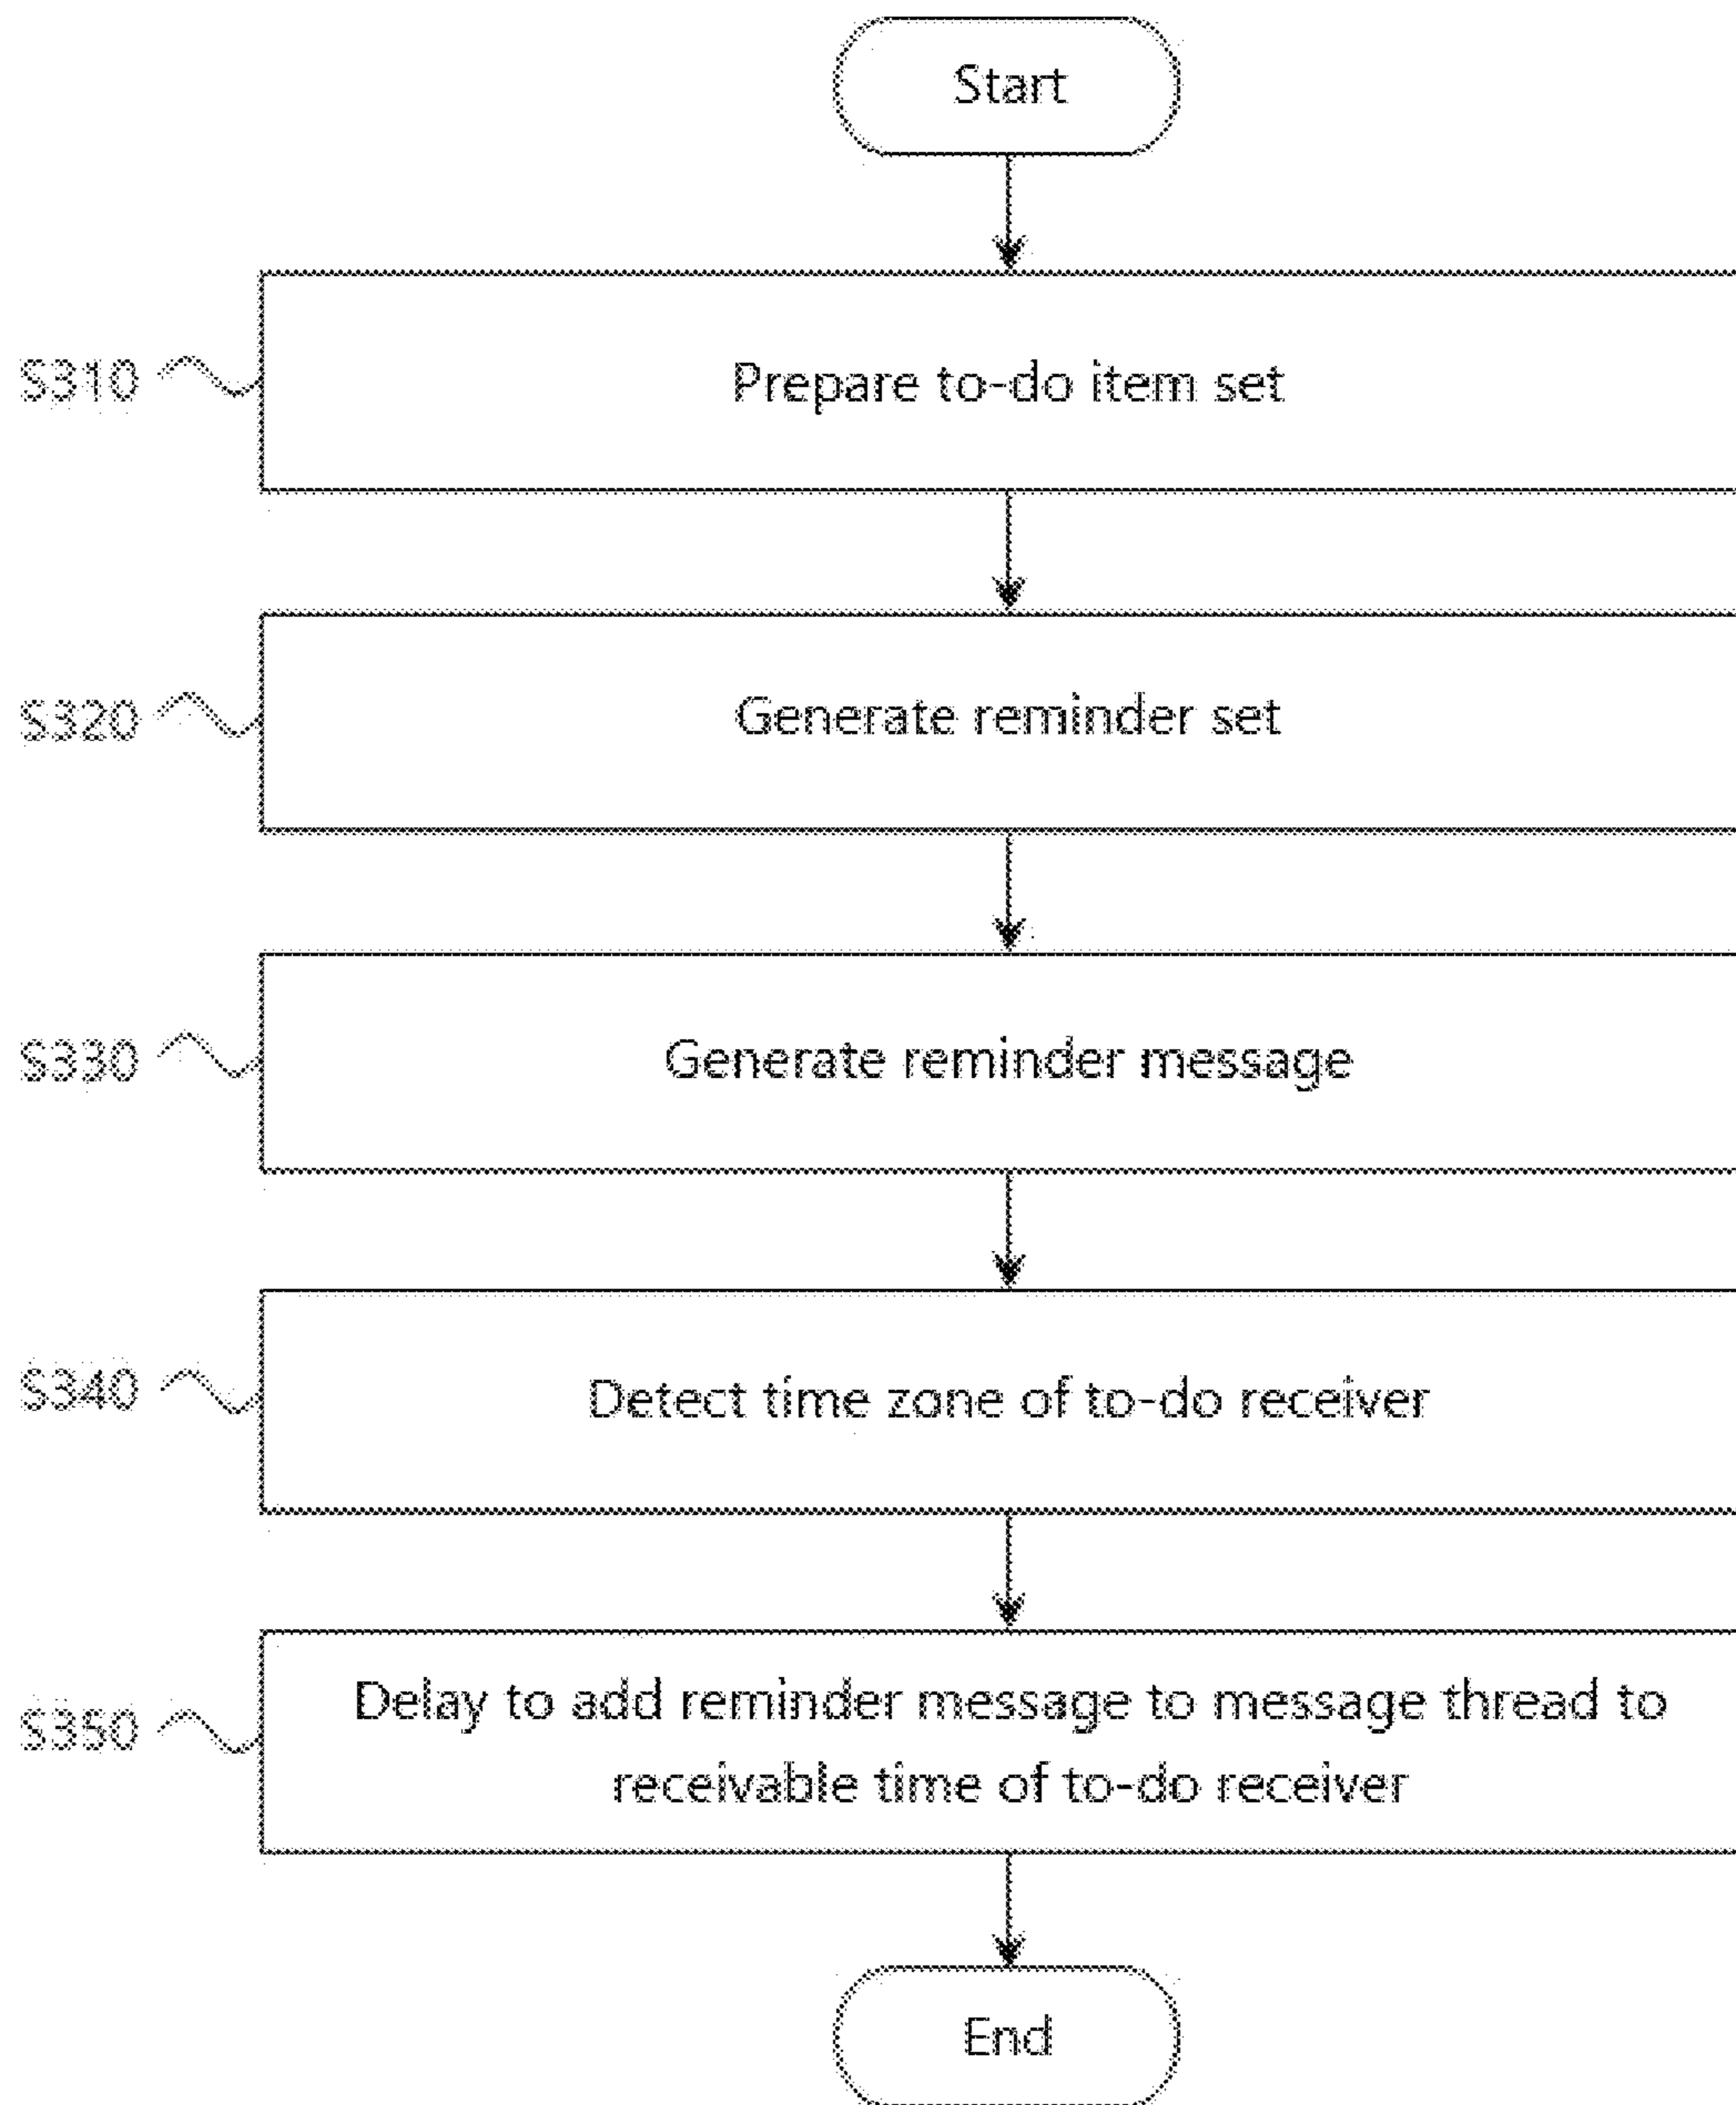 Start
S310
Prepare to-do item set
S320
Generate reminder set
S330
Generate reminder message
S340
Detect time zone of to-do receiver
S350
Delay to add reminder message to message thread to
receivable time of to-do receiver
End